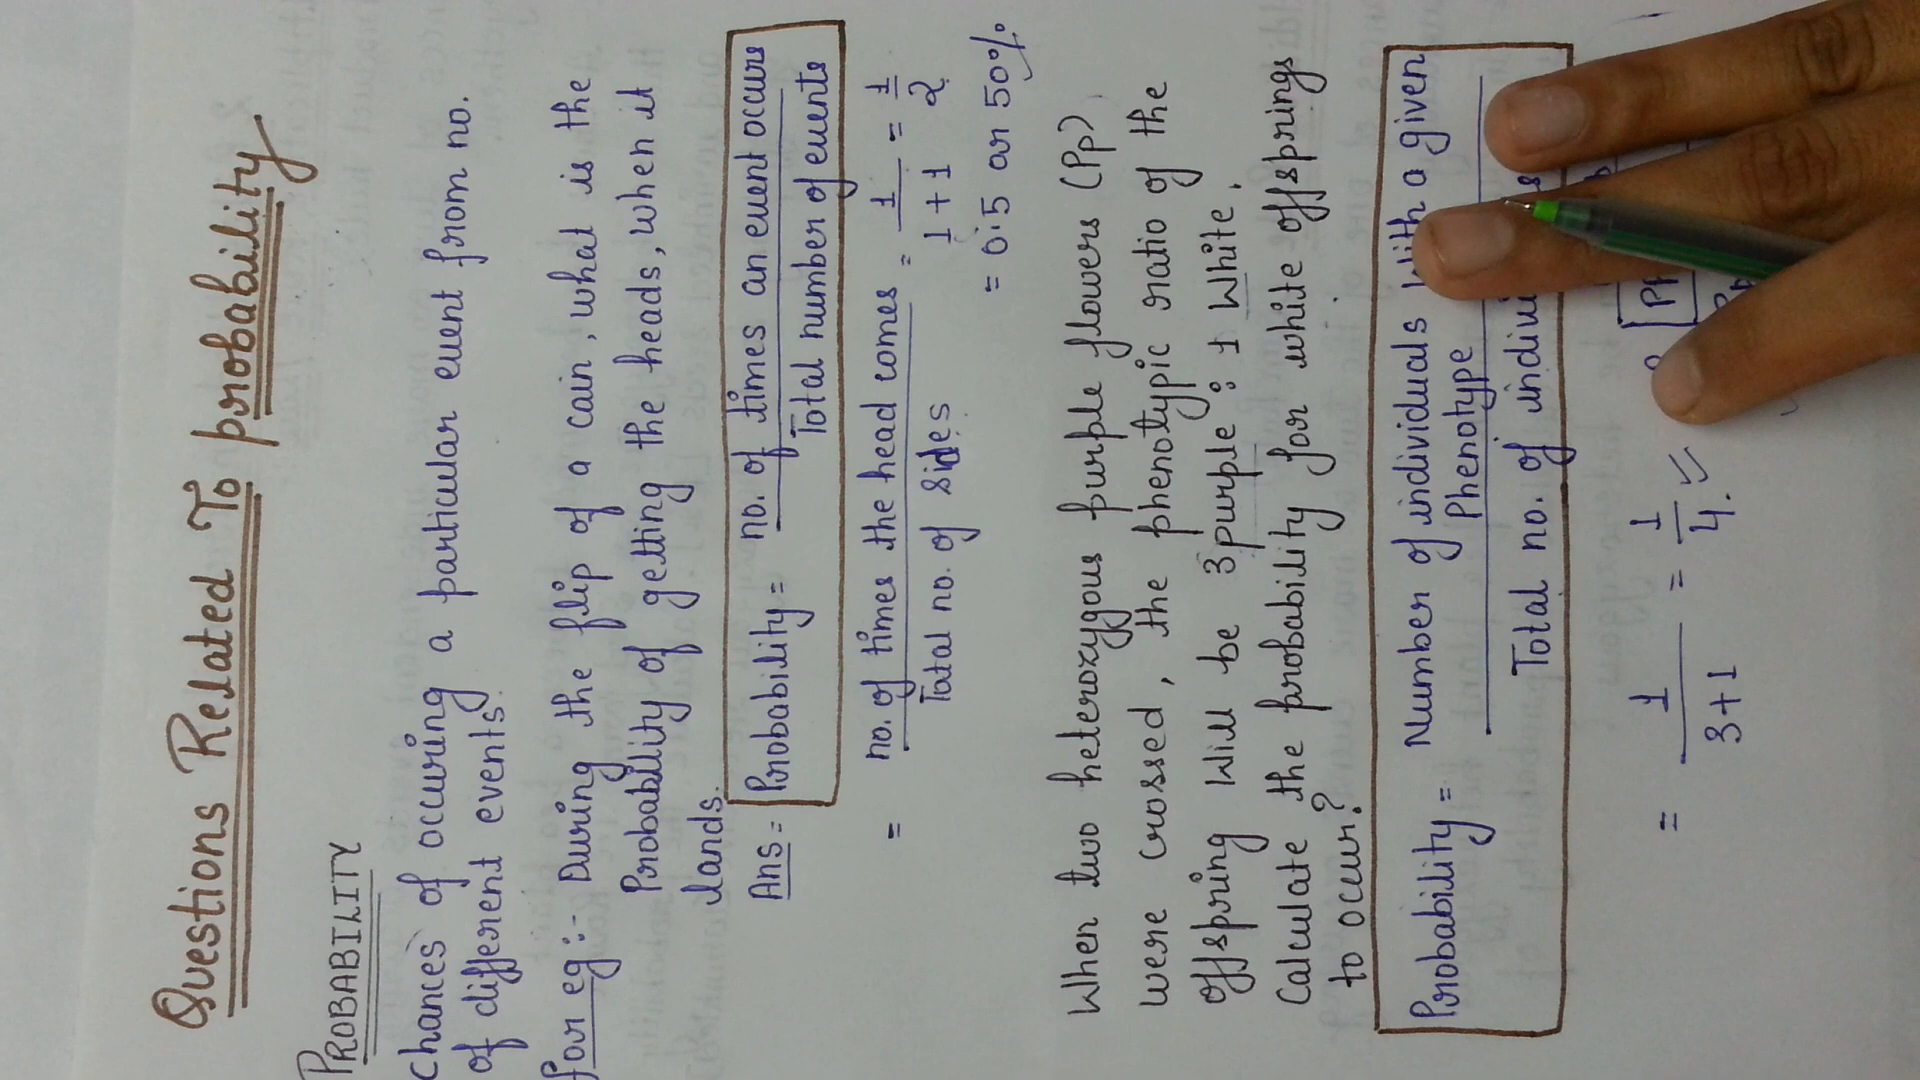 Questions Related To probability
PROBABILITY
Chances of occuring a particular event from no.
of different events.
for eg:- During the flip of a coin, what is the
Probability of getting the heads, when it
lands.
Ans = Probability = no. of times an event occurs
Total number of events
= no. of times the head comes = 1 = 1
Total no. of sides 1+1 2
= 0.5 or 50%
When two heterozygous purple flowers (Pp)
were crossed, the phenotypic ratio of the
offspring will be 3purple : 1 White.
Calculate the probability for white offsprings
to occur?
Probability = Number of individuals with a given
Phenotype
Total no. of
= 1 = 1
3+1 4.